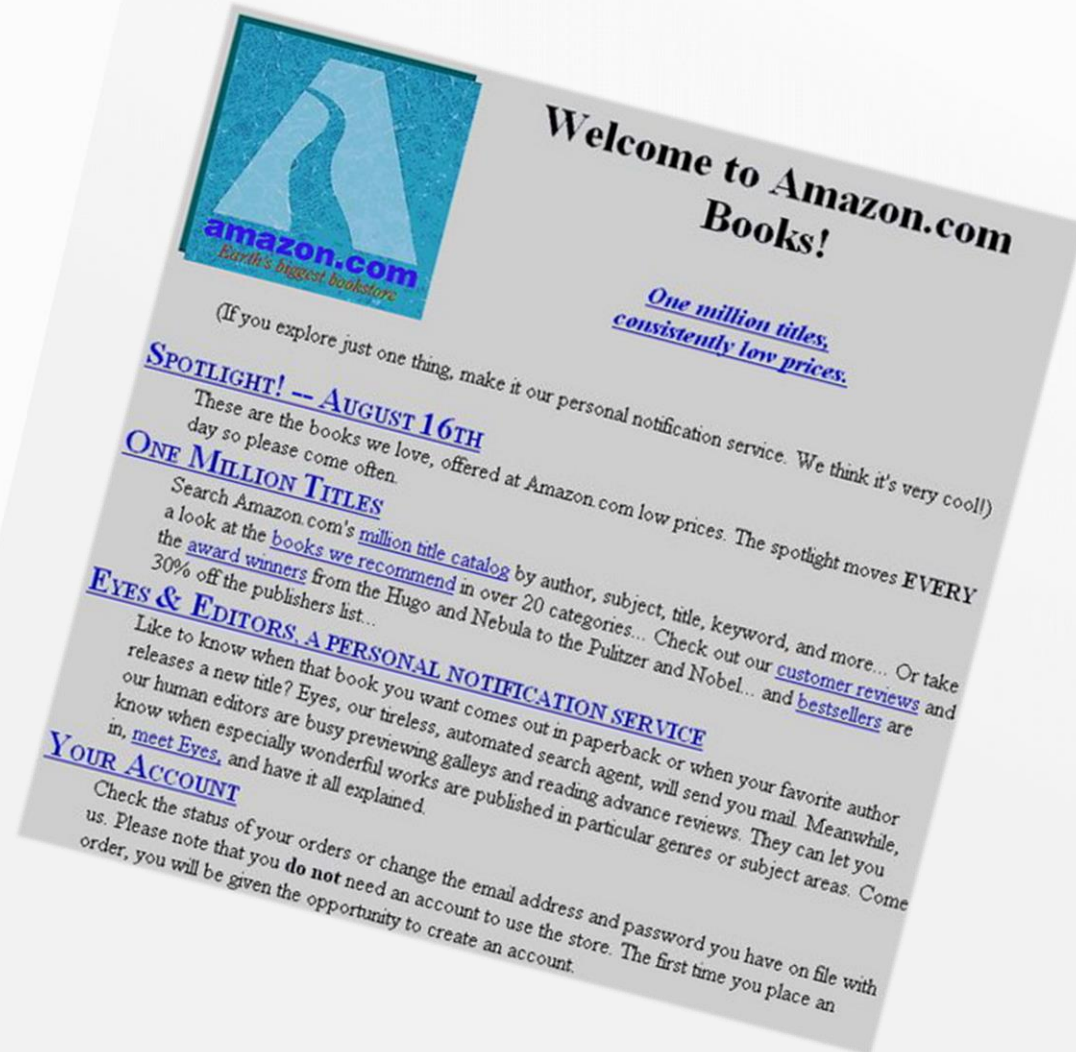 amazon.com
Earth's biggest bookstore
Welcome to Amazon.com
Books!
One million titles,
consistently low prices.
(If you explore just one thing, make it our personal notification service. We think it's very cool!)
SPOTLIGHT! -- AUGUST 16TH
These are the books we love, offered at Amazon.com low prices. The spotlight moves EVERY
day so please come often.
ONE MILLION TITLES
Search Amazon.com's million title catalog by author, subject, title, keyword, and more... Or take
a look at the books we recommend in over 20 categories... Check out our customer reviews and
the award winners from the Hugo and Nebula to the Pulitzer and Nobel... and bestsellers are
30% off the publishers list...
EYES & EDITORS, A PERSONAL NOTIFICATION SERVICE
Like to know when that book you want comes out in paperback or when your favorite author
releases a new title? Eyes, our tireless, automated search agent, will send you mail. Meanwhile,
our human editors are busy previewing galleys and reading advance reviews. They can let you
know when especially wonderful works are published in particular genres or subject areas. Come
in, meet Eyes, and have it all explained.
YOUR ACCOUNT
Check the status of your orders or change the email address and password you have on file with
us. Please note that you do not need an account to use the store. The first time you place an
order, you will be given the opportunity to create an account.